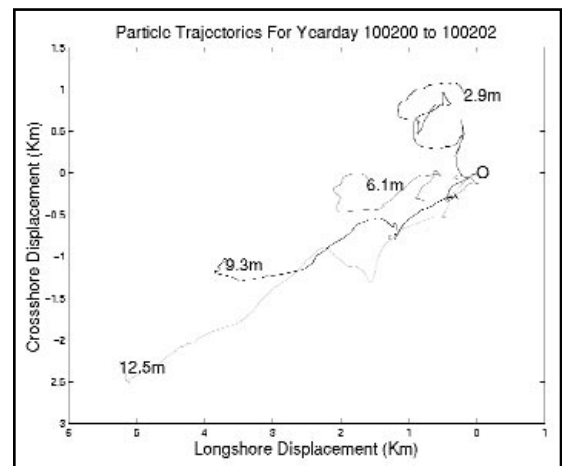 Particle Trajectories For Yearday 100200 to 100202
Crossshore Displacement (Km)
1.5
1
0.5
0
−0.5
−1
−1.5
−2
2.5
3
2.9m
O
6.1m
9.3m
12.5m
6 5 4 3 2 1 0 1
Longshore Displacement (Km)